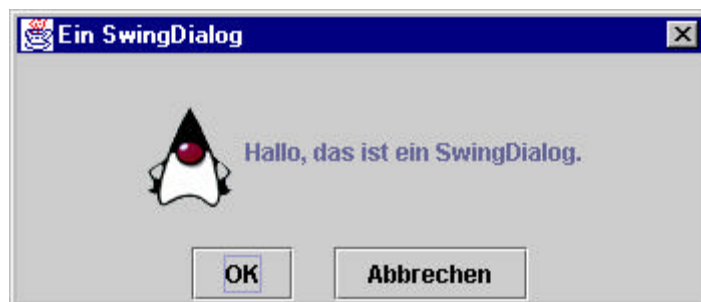 Ein SwingDialog
Hallo, das ist ein SwingDialog.
OK
Abbrechen